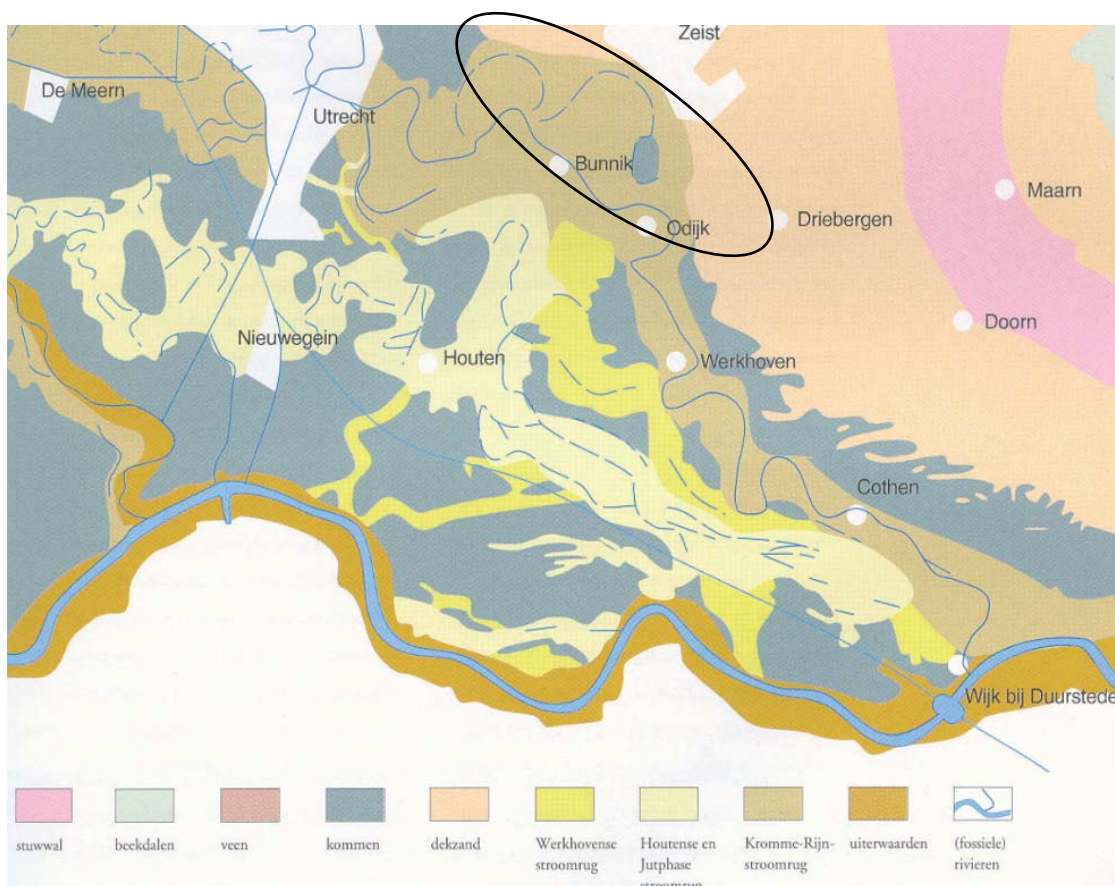 Zeist
De Meern
Utrecht
Bunnik
Maarn
Odijk
Driebergen
Doorn
Nieuwegein
Houten
Werkhoven
Cothen
Wijk bij Duurstede
stuwwal
beekdalen
veen
kommen
dekzand
Werkhovense
stroomrug
Houtense en
Jutphase
stroomrug
Kromme-Rijn-
stroomrug
uiterwaarden
(fossiele)
rivieren